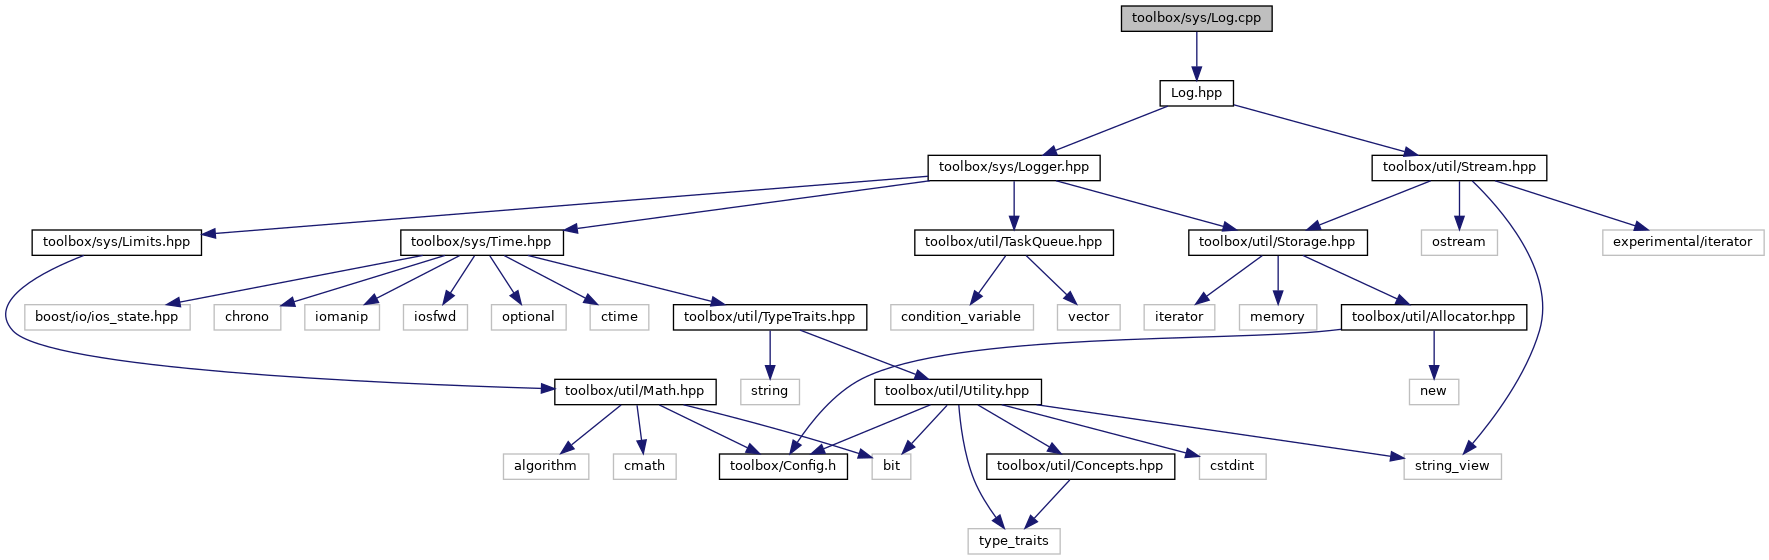 toolbox/sys/Log.cpp
Log.hpp
toolbox/sys/Logger.hpp
toolbox/util/Stream.hpp
toolbox/sys/Limits.hpp
toolbox/sys/Time.hpp
toolbox/util/TaskQueue.hpp
toolbox/util/Storage.hpp
ostream
experimental/iterator
boost/io/ios_state.hpp
chrono
iomanip
iosfwd
optional
ctime
toolbox/util/TypeTraits.hpp
condition_variable
vector
iterator
memory
toolbox/util/Allocator.hpp
toolbox/util/Math.hpp
string
toolbox/util/Utility.hpp
new
algorithm
cmath
toolbox/Config.h
bit
toolbox/util/Concepts.hpp
cstdint
string_view
type_traits